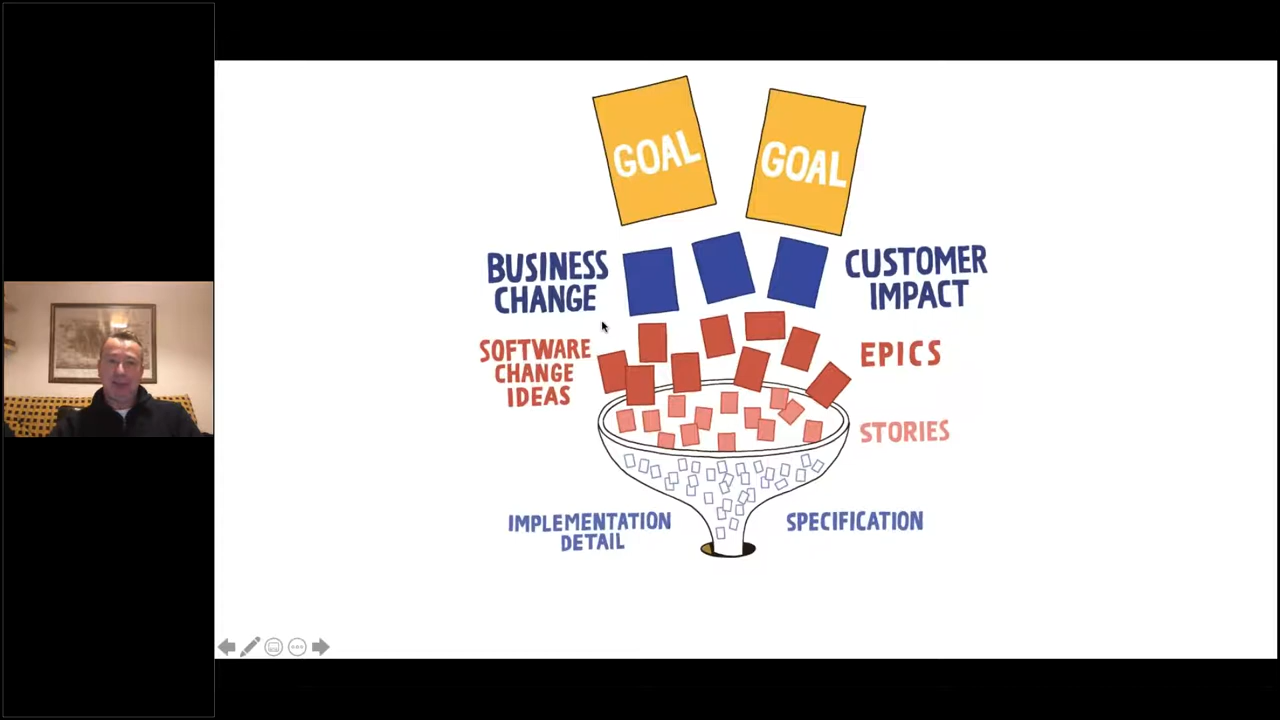 GOAL
GOAL
BUSINESS
CHANGE
CUSTOMER
IMPACT
SOFTWARE
CHANGE
IDEAS
EPICS
STORIES
IMPLEMENTATION
DETAIL
SPECIFICATION